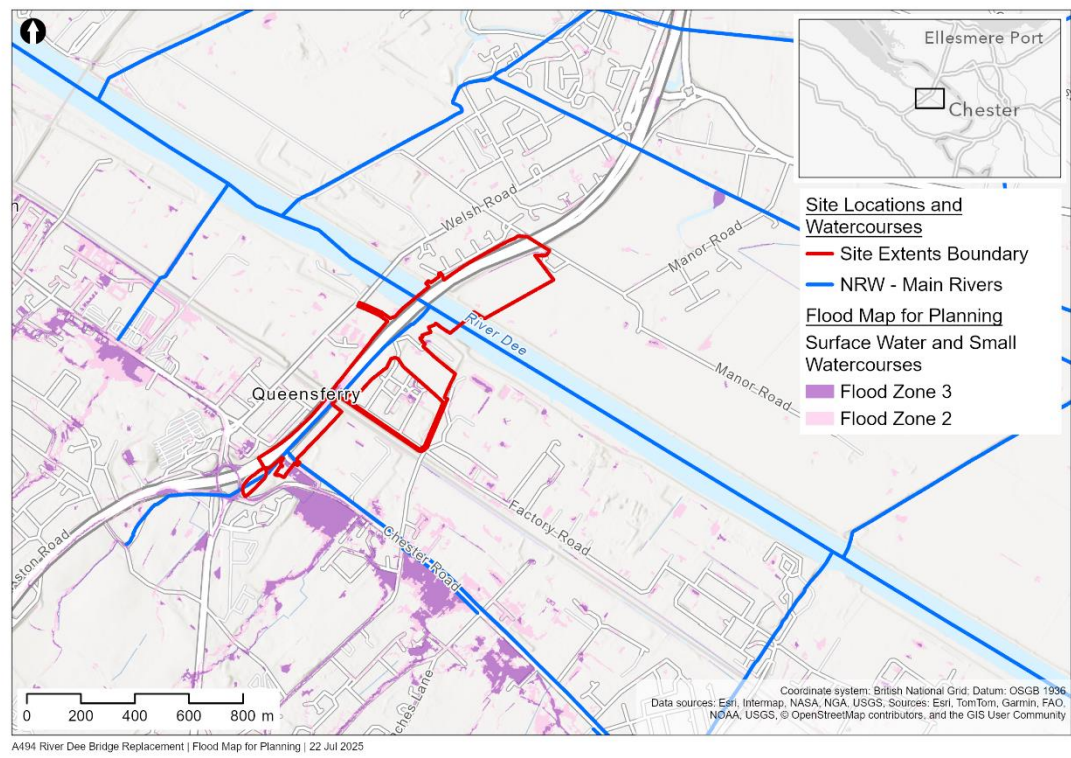 Ellesmere Port
Chester
Site Locations and
Watercourses
Site Extents Boundary
NRW - Main Rivers
Flood Map for Planning
Surface Water and Small
Watercourses
Flood Zone 3
Flood Zone 2
Welsh Road
Manor Road
River Dee
Manor Road
Queensferry
Factory Road
Chester Road
0 200 400 600 800 m
Coordinate system: British National Grid; Datum: OSGB 1936
Data sources: Esri, Intermap, NASA, NGA, USGS, Sources: Esri, TomTom, Garmin, FAO,
NOAA, USGS, © OpenStreetMap contributors, and the GIS User Community
A494 River Dee Bridge Replacement | Flood Map for Planning | 22 Jul 2025